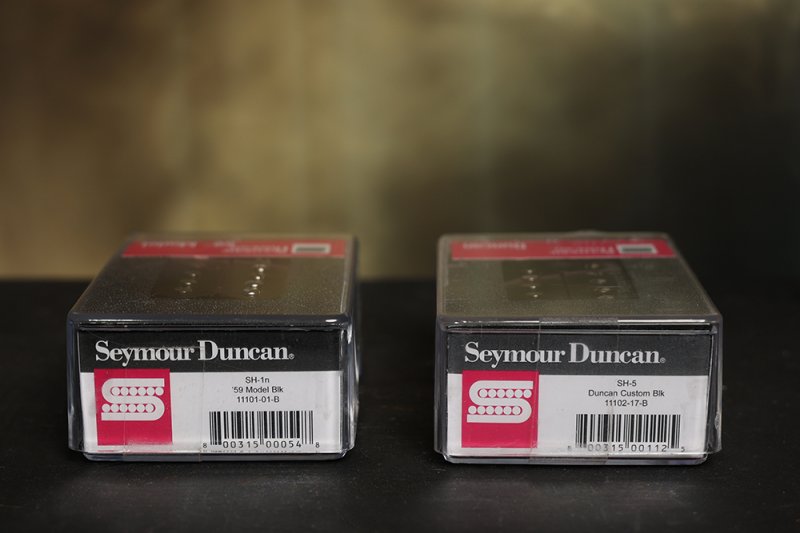 Seymour Duncan®
SH-1n
'59 Model Blk
11101-01-B
8 00315 00054 8
Seymour Duncan®
SH-5
Duncan Custom Blk
11102-17-B
8 00315 00112 5